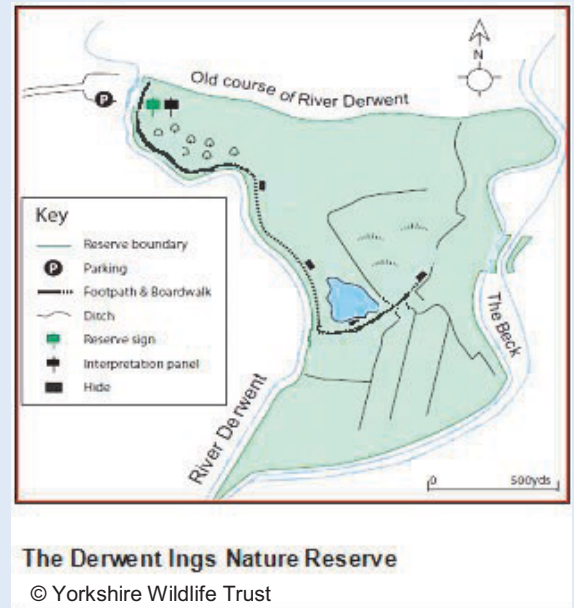 N
Old course of River Derwent
P
Key
Reserve boundary
P Parking
Footpath & Boardwalk
Ditch
Reserve sign
Interpretation panel
Hide
The Beck
River Derwent
0 500yds
The Derwent Ings Nature Reserve
© Yorkshire Wildlife Trust